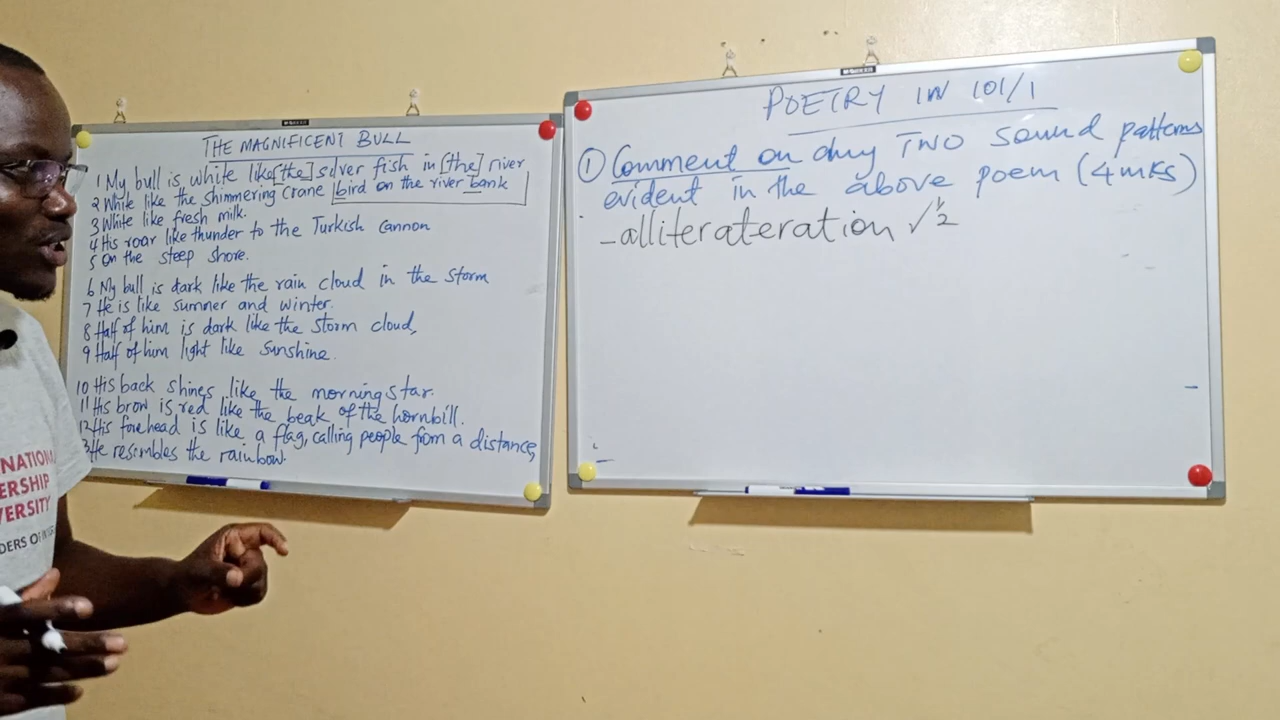 THE MAGNIFICENT BULL
1 My bull is white like [the] silver fish in [the] river
2 White like the shimmering crane bird on the river bank
3 White like fresh milk.
4 His roar like thunder to the Turkish cannon
5 On the steep shore.
6 My bull is dark like the rain cloud in the storm
7 He is like summer and winter.
8 Half of him is dark like the storm cloud,
9 Half of him light like sunshine.
10 His back shines like the morning star.
11 His brow is red like the beak of the hornbill.
12 His forehead is like a flag, calling people from a distance,
3 He resembles the rainbow.
POETRY IN 101/1
1 Comment on any TWO sound patterns
evident in the above poem (4mks)
- alliterateration ✓½
NATION
ERSHIP
VERSITY